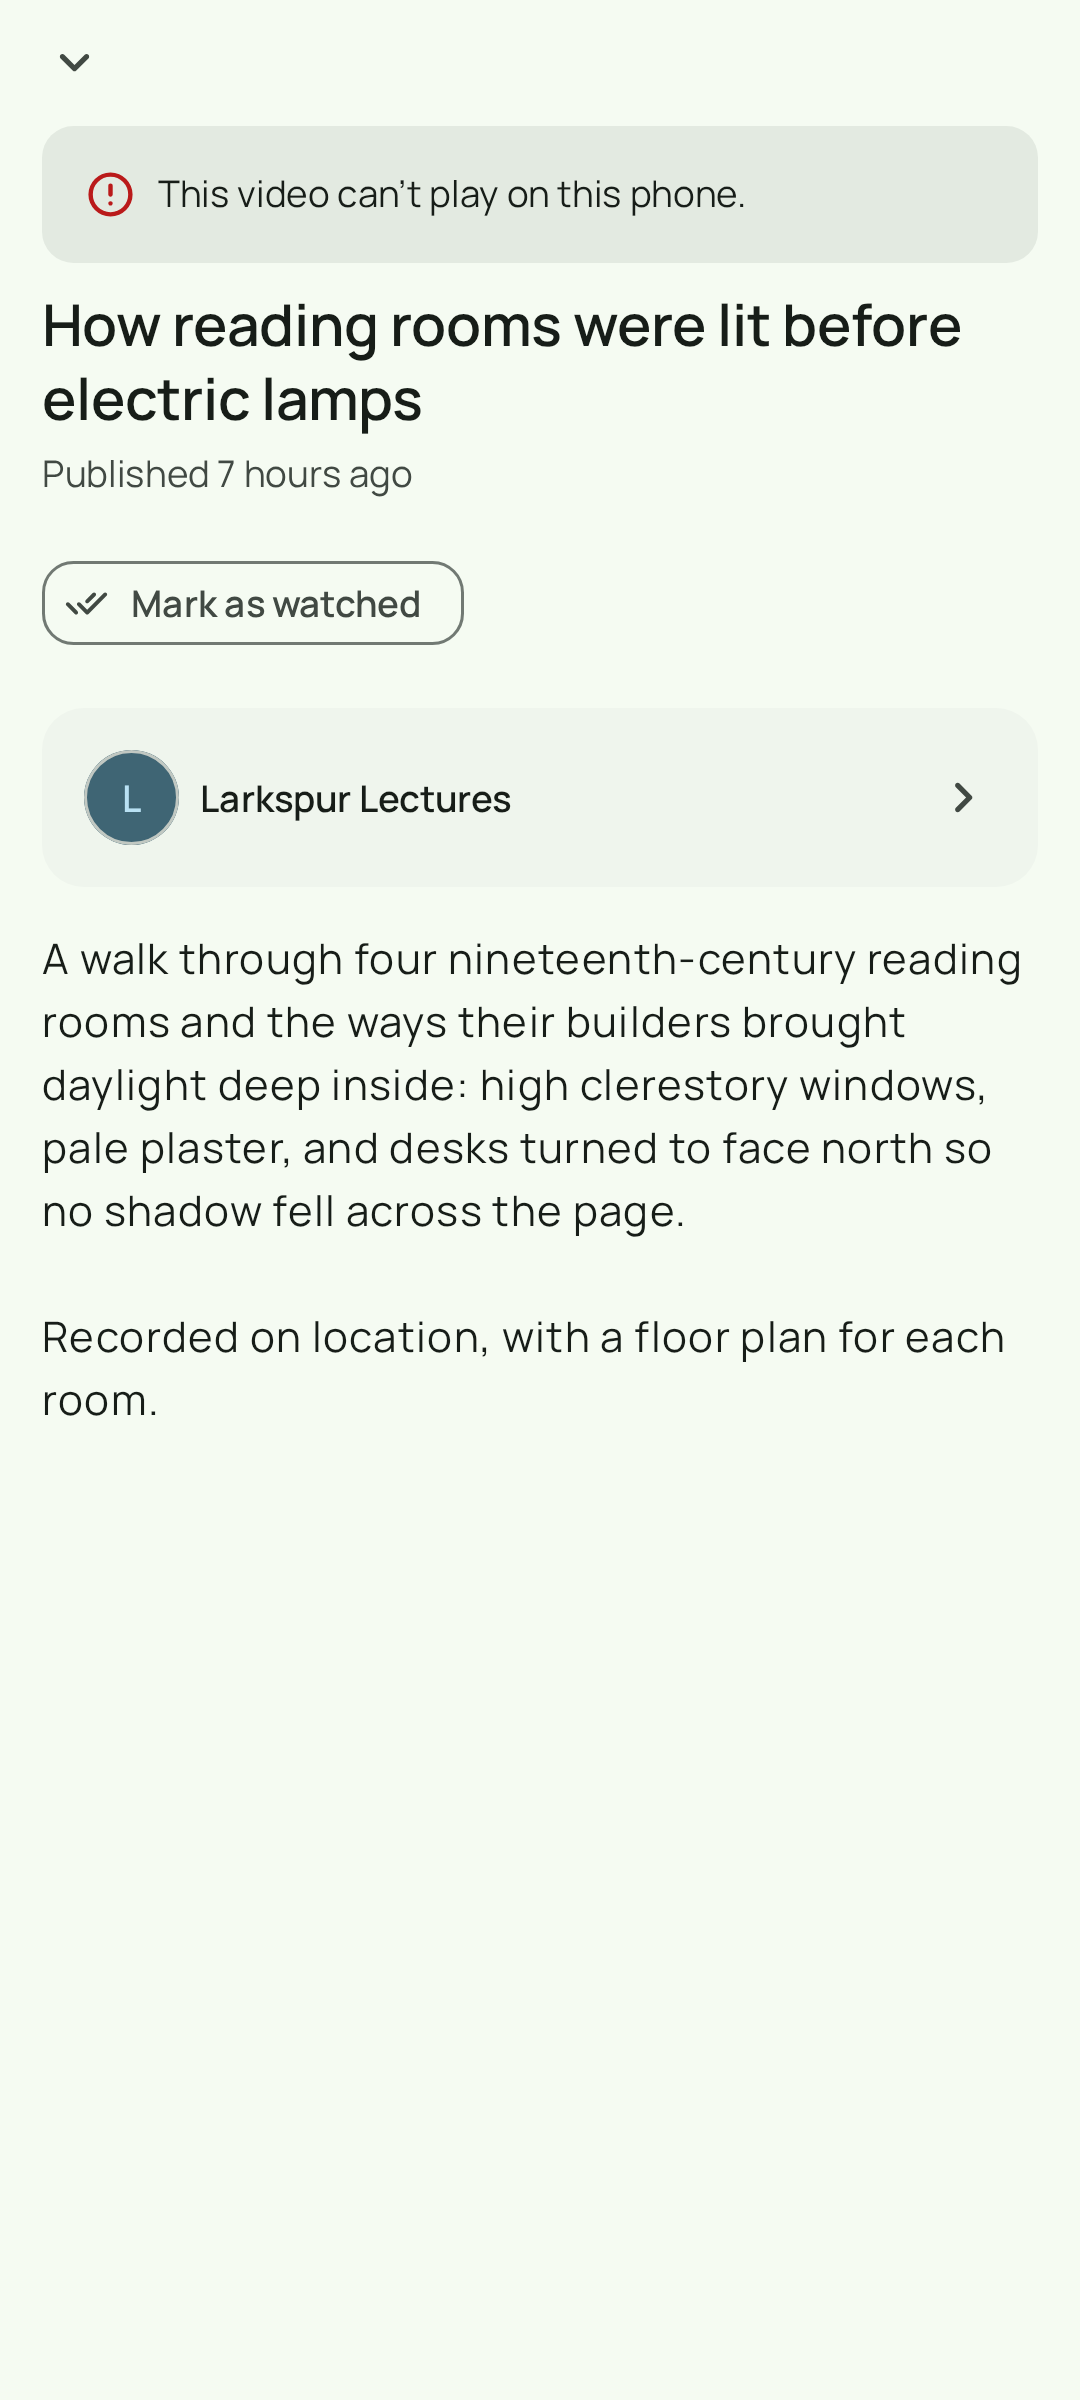 This video can’t play on this phone.
How reading rooms were lit before
electric lamps
Published 7 hours ago
Mark as watched
L
Larkspur Lectures
A walk through four nineteenth-century reading
rooms and the ways their builders brought
daylight deep inside: high clerestory windows,
pale plaster, and desks turned to face north so
no shadow fell across the page.
Recorded on location, with a floor plan for each
room.